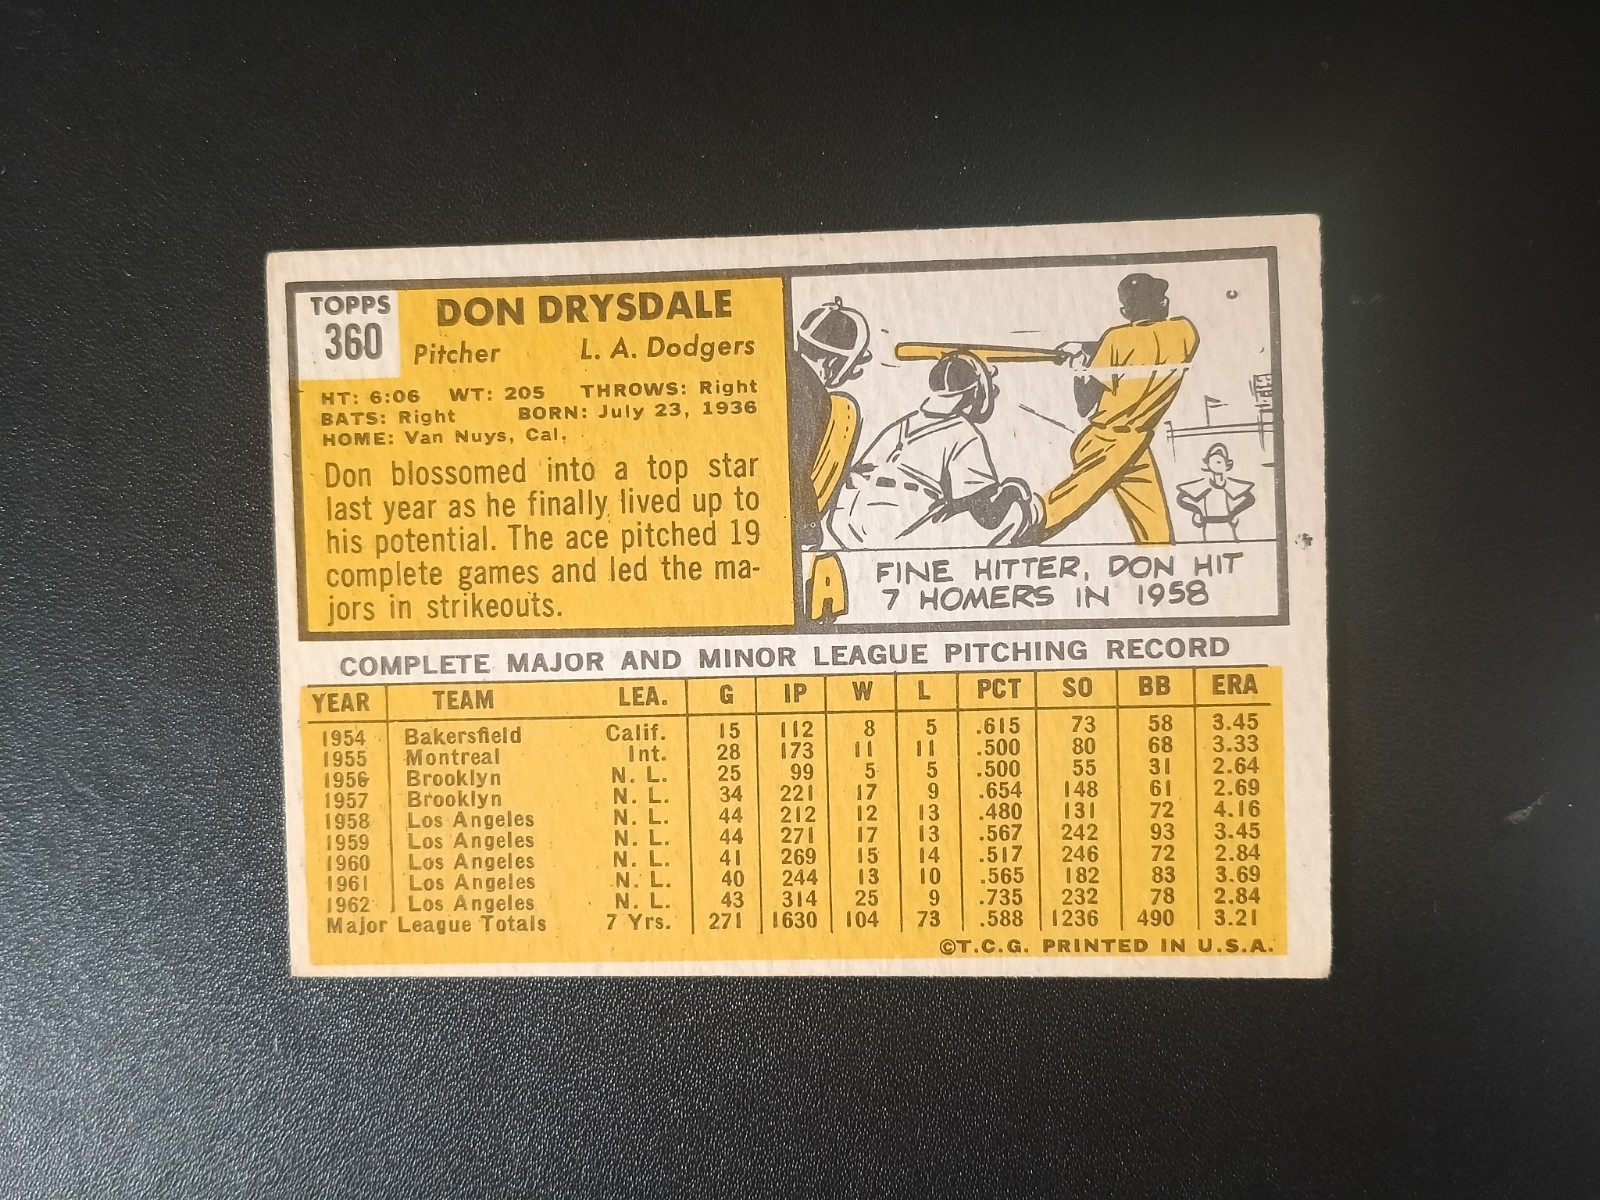 TOPPS
360
DON DRYSDALE
Pitcher L. A. Dodgers
HT: 6:06 WT: 205 THROWS: Right
BATS: Right BORN: July 23, 1936
HOME: Van Nuys, Cal.
Don blossomed into a top star
last year as he finally lived up to
his potential. The ace pitched 19
complete games and led the ma-
jors in strikeouts.
A
FINE HITTER, DON HIT
7 HOMERS IN 1958
COMPLETE MAJOR AND MINOR LEAGUE PITCHING RECORD
YEAR TEAM LEA. G IP W L PCT SO BB ERA
1954 Bakersfield Calif. 15 112 8 5 .615 73 58 3.45
1955 Montreal Int. 28 173 11 11 .500 80 68 3.33
1956 Brooklyn N. L. 25 99 5 5 .500 55 31 2.64
1957 Brooklyn N. L. 34 221 17 9 .654 148 61 2.69
1958 Los Angeles N. L. 44 212 12 13 .480 131 72 4.16
1959 Los Angeles N. L. 44 271 17 13 .567 242 93 3.45
1960 Los Angeles N. L. 41 269 15 14 .517 246 72 2.84
1961 Los Angeles N. L. 40 244 13 10 .565 182 83 3.69
1962 Los Angeles N. L. 43 314 25 9 .735 232 78 2.84
Major League Totals 7 Yrs. 271 1630 104 73 .588 1236 490 3.21
©T.C.G. PRINTED IN U.S.A.